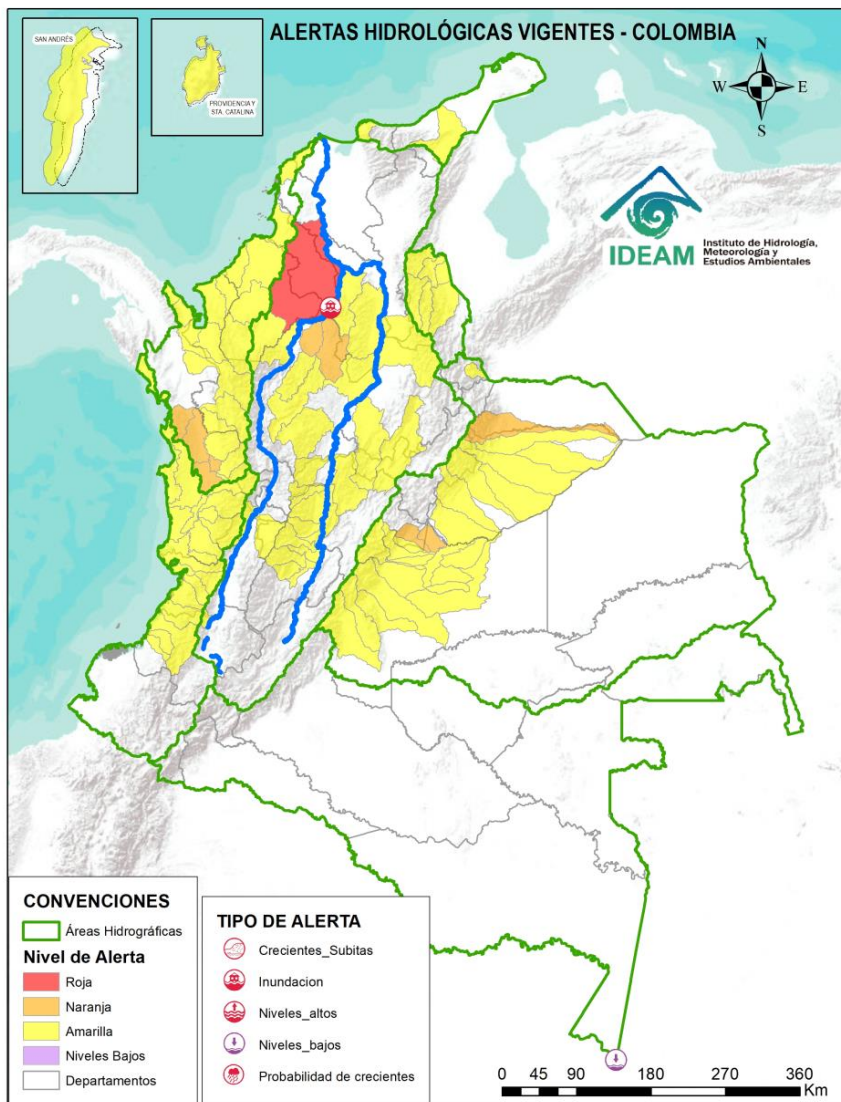 ALERTAS HIDROLÓGICAS VIGENTES - COLOMBIA
SAN ANDRÉS
PROVIDENCIA Y
STA. CATALINA
N
W
E
S
IDEAM
Instituto de Hidrología,
Meteorología y
Estudios Ambientales
CONVENCIONES
Áreas Hidrográficas
Nivel de Alerta
Roja
Naranja
Amarilla
Niveles Bajos
Departamentos
TIPO DE ALERTA
Crecientes_Subitas
Inundacion
Niveles_altos
Niveles_bajos
Probabilidad de crecientes
0 45 90 180 270 360
Km